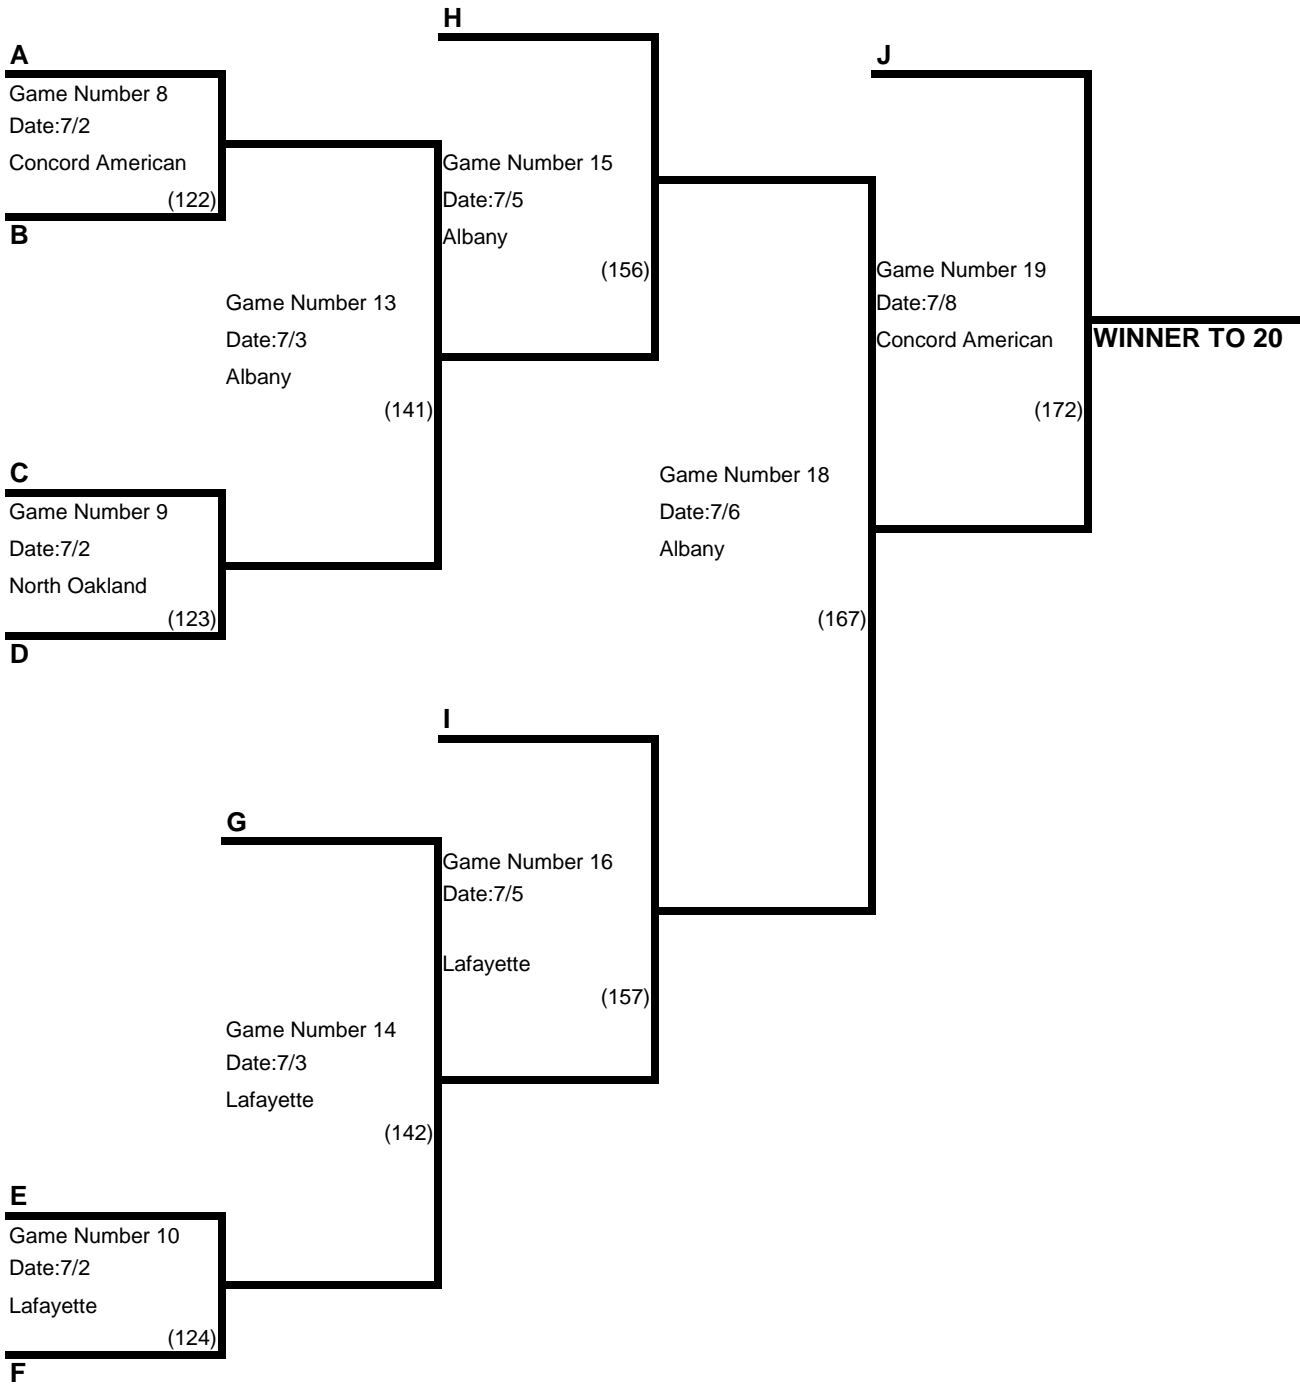 H
A
J
Game Number 8
Date:7/2
Concord American
(122)
B
Game Number 15
Date:7/5
Albany
(156)
Game Number 13
Date:7/3
Albany
(141)
Game Number 19
Date:7/8
Concord American
(172)
WINNER TO 20
C
Game Number 9
Date:7/2
North Oakland
(123)
D
Game Number 18
Date:7/6
Albany
(167)
I
G
Game Number 16
Date:7/5
Lafayette
(157)
Game Number 14
Date:7/3
Lafayette
(142)
E
Game Number 10
Date:7/2
Lafayette
(124)
F